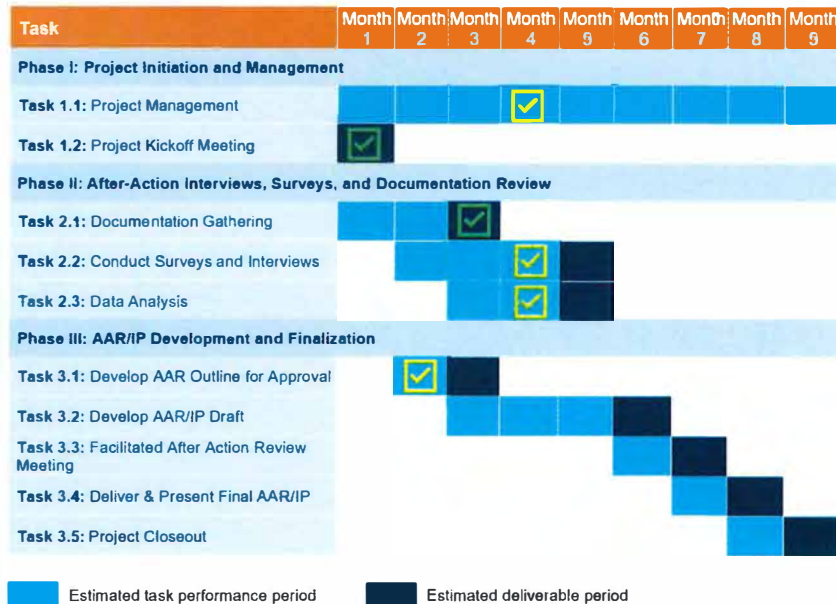 Task
Month 1
Month 2
Month 3
Month 4
Month 5
Month 6
Month 7
Month 8
Month 9
Phase I: Project Initiation and Management
Task 1.1: Project Management
Task 1.2: Project Kickoff Meeting
Phase II: After-Action Interviews, Surveys, and Documentation Review
Task 2.1: Documentation Gathering
Task 2.2: Conduct Surveys and Interviews
Task 2.3: Data Analysis
Phase III: AAR/IP Development and Finalization
Task 3.1: Develop AAR Outline for Approval
Task 3.2: Develop AAR/IP Draft
Task 3.3: Facilitated After Action Review
Meeting
Task 3.4: Deliver & Present Final AAR/IP
Task 3.5: Project Closeout
Estimated task performance period
Estimated deliverable period